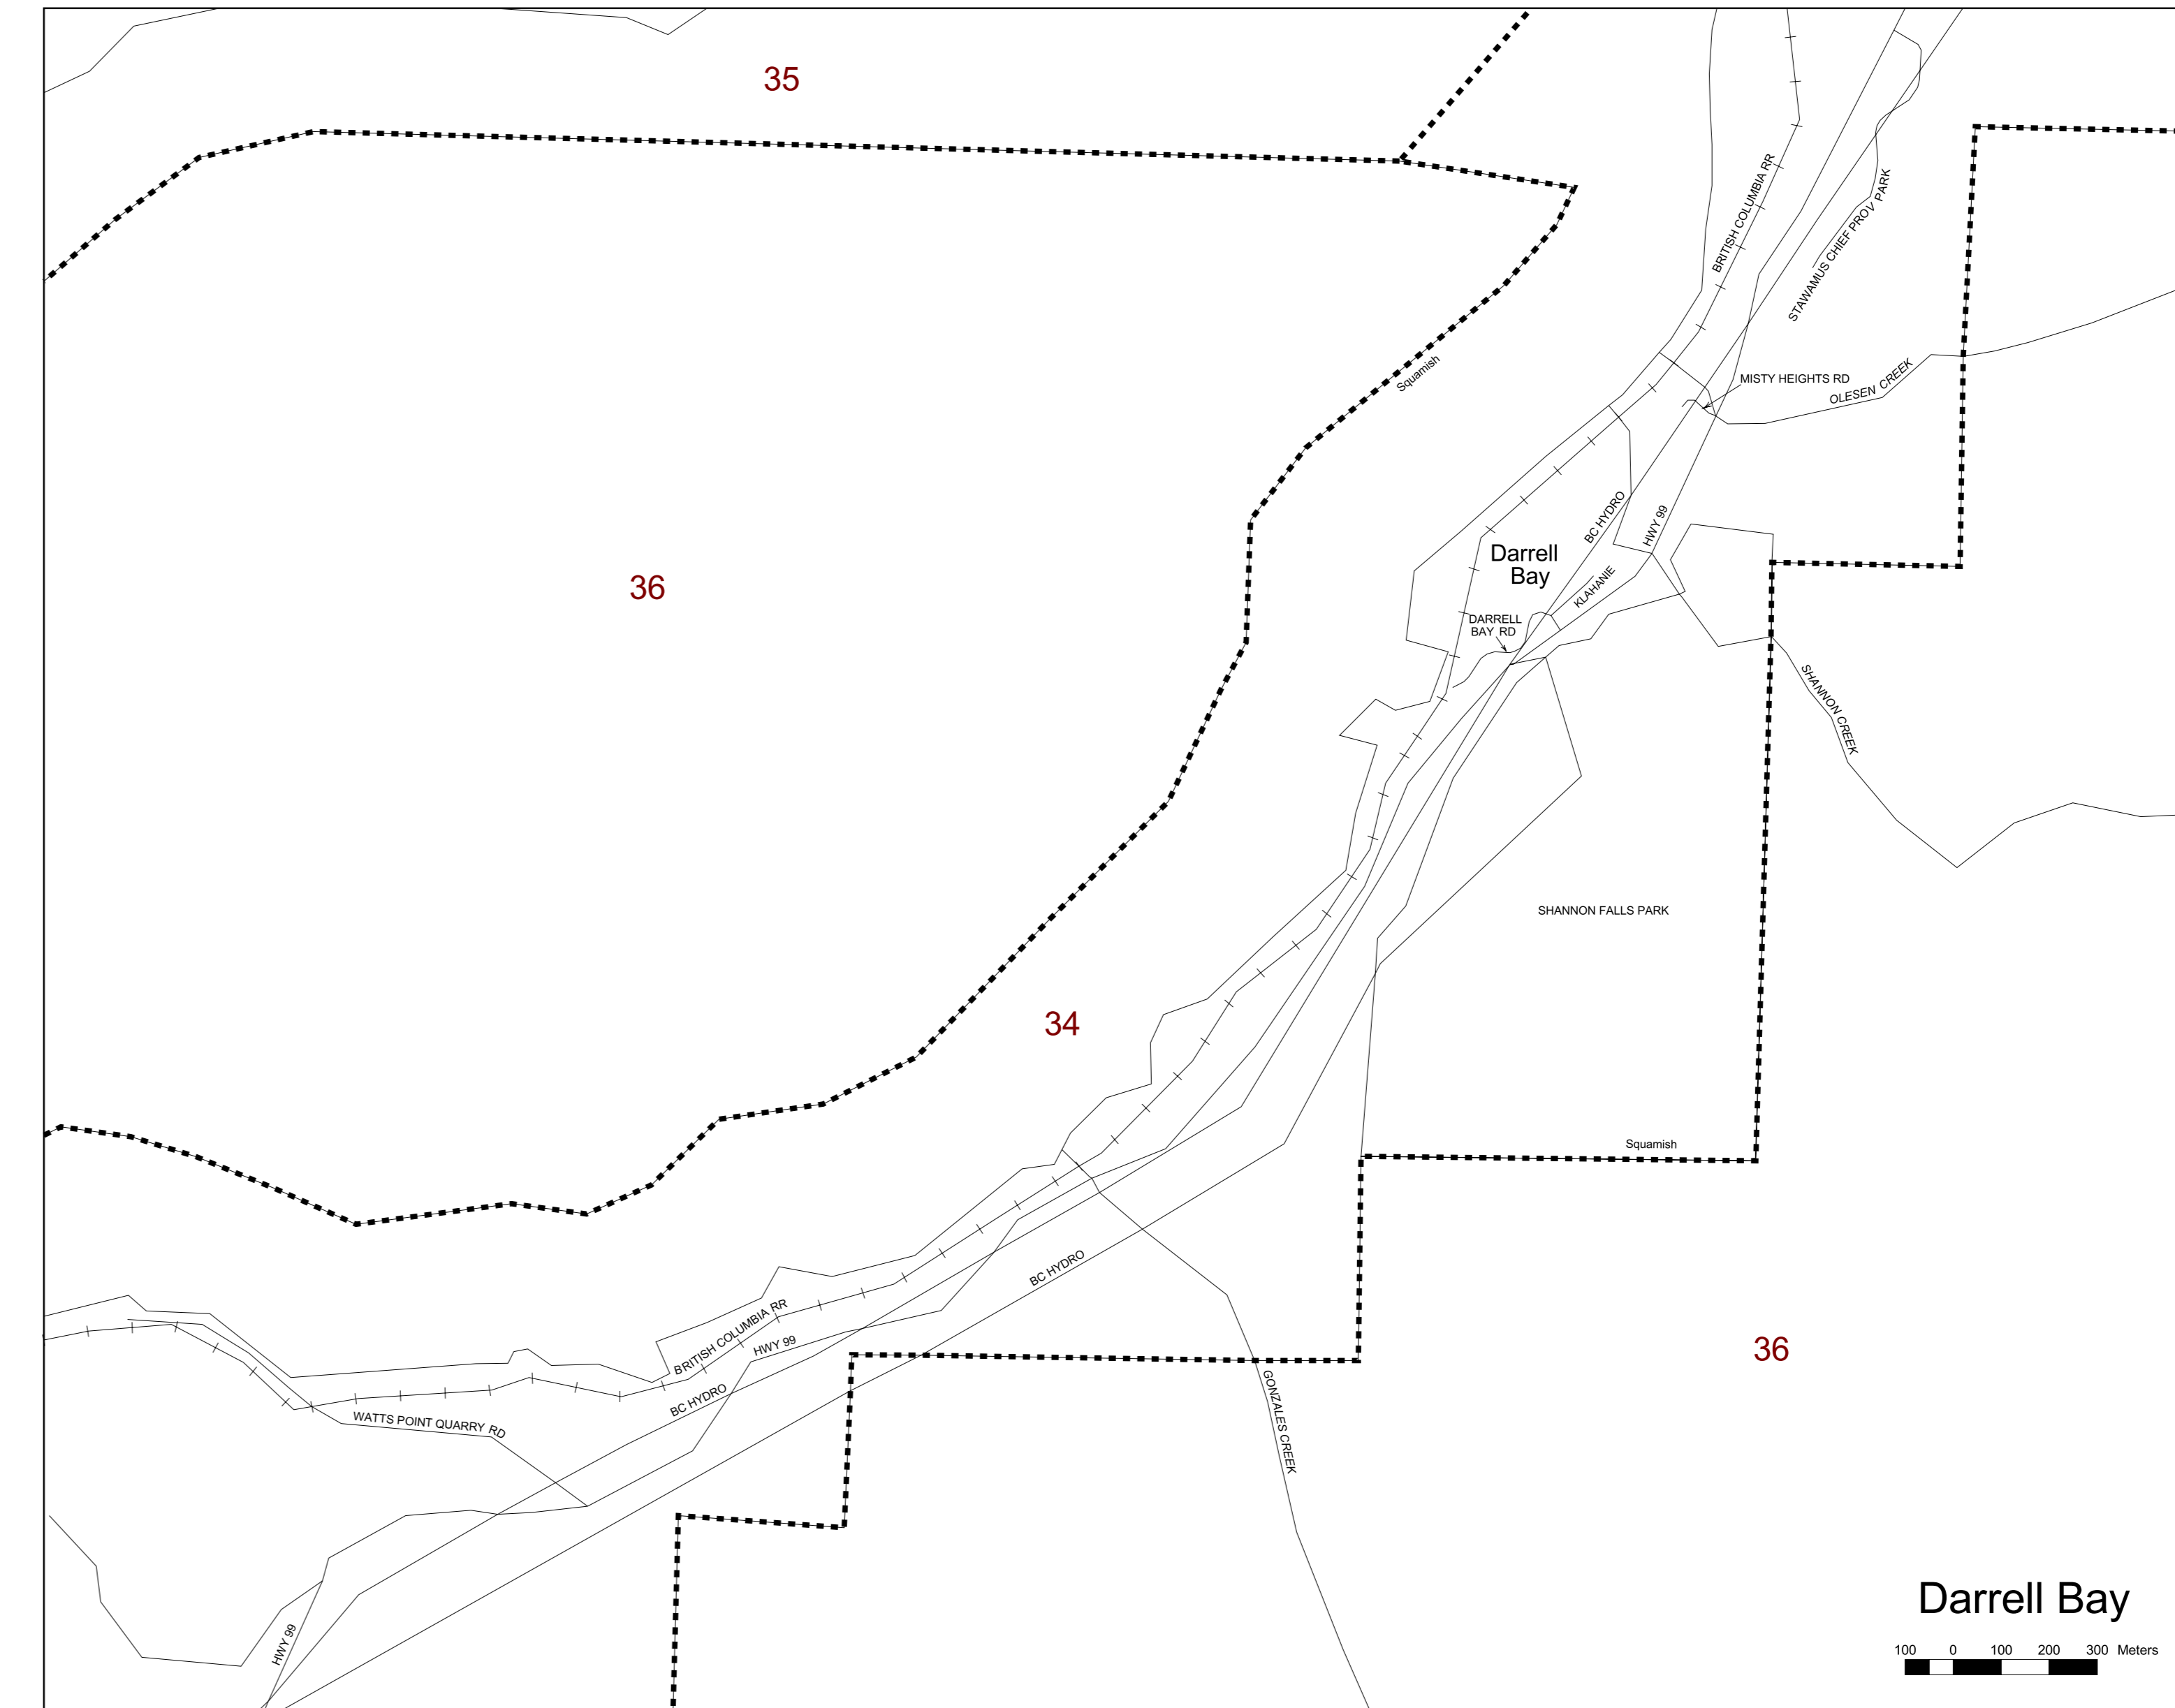 35
BRITISH COLUMBIA RR
STAWAMUS CHIEF PROV PARK
Squamish
MISTY HEIGHTS RD
OLESEN CREEK
36
BC HYDRO
HWY 99
Darrell
Bay
KLAHANIE
DARRELL
BAY RD
SHANNON CREEK
SHANNON FALLS PARK
34
Squamish
BC HYDRO
BRITISH COLUMBIA RR
HWY 99
36
BC HYDRO
GONZALES CREEK
WATTS POINT QUARRY RD
HWY 99
Darrell Bay
100 0 100 200 300 Meters